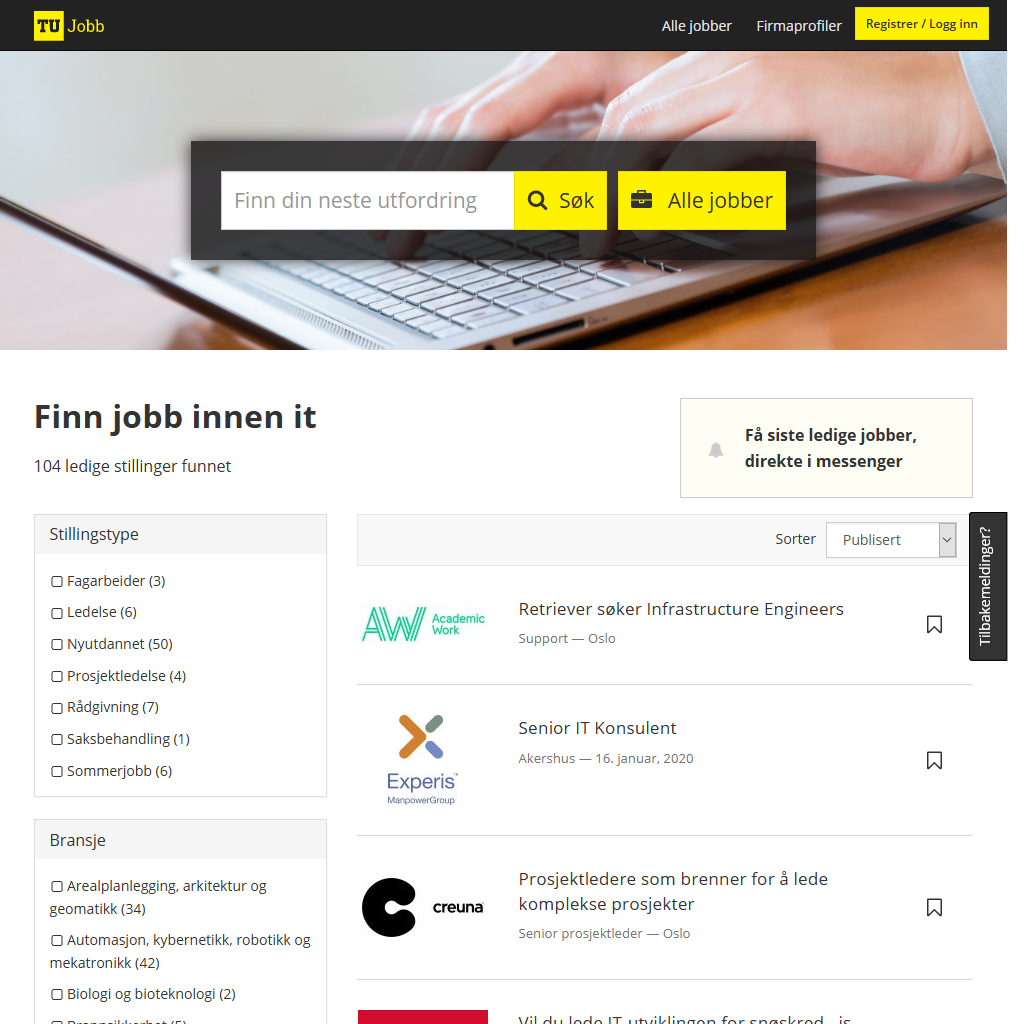 TU Jobb
Alle jobber
Firmaprofiler
Registrer / Logg inn
Finn din neste utfordring
Søk
Alle jobber
Finn jobb innen it
104 ledige stillinger funnet
Få siste ledige jobber,
direkte i messenger
Stillingstype
Fagarbeider (3)
Ledelse (6)
Nyutdannet (50)
Prosjektledelse (4)
Rådgivning (7)
Saksbehandling (1)
Sommerjobb (6)
Bransje
Arealplanlegging, arkitektur og
geomatikk (34)
Automasjon, kybernetikk, robotikk og
mekatronikk (42)
Biologi og bioteknologi (2)
Brannsikkerhet (5)
Sorter
Publisert
Tilbakemeldinger?
AW Academic
Work
Retriever søker Infrastructure Engineers
Support — Oslo
Experis™
ManpowerGroup
Senior IT Konsulent
Akershus — 16. januar, 2020
creuna
Prosjektledere som brenner for å lede
komplekse prosjekter
Senior prosjektleder — Oslo
Vil du lede IT-utviklingen for snøskred-, is